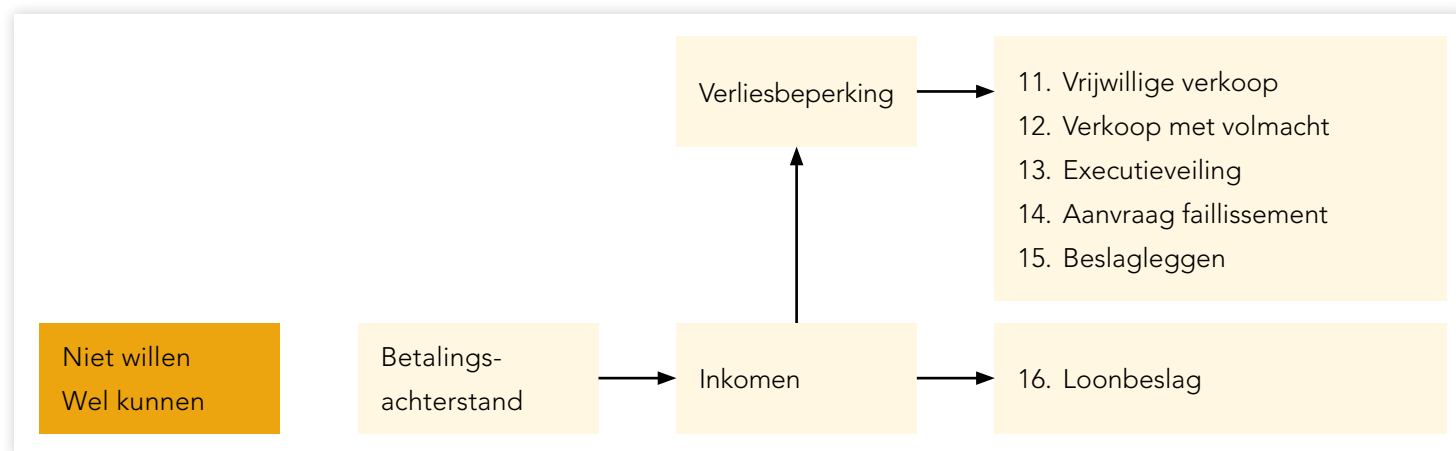 Verliesbeperking
11. Vrijwillige verkoop
12. Verkoop met volmacht
13. Executieveiling
14. Aanvraag faillissement
15. Beslagleggen
Niet willen
Wel kunnen
Betalings-
achterstand
Inkomen
16. Loonbeslag